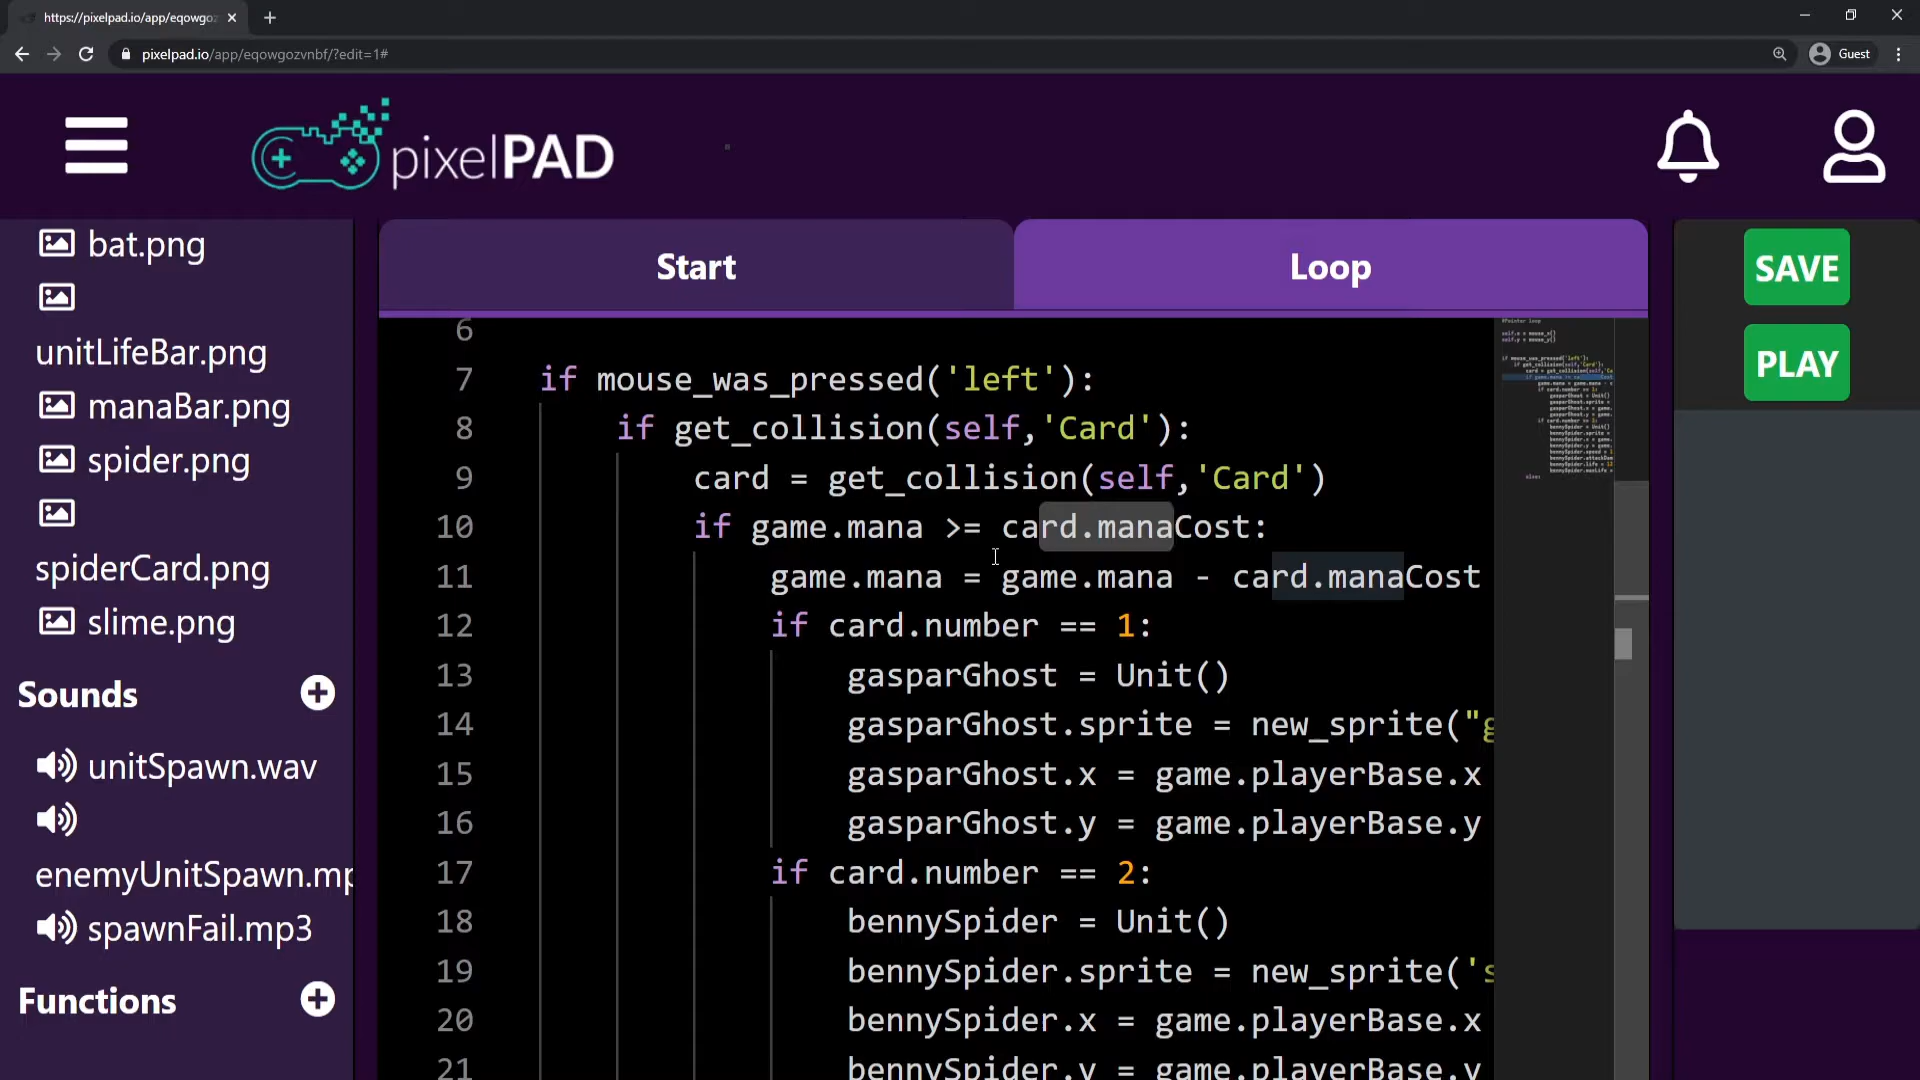 https://pixelpad.io/app/eqowgoz
pixelpad.io/app/eqowgozvnbf/?edit=1#
Guest
pixelPAD
bat.png
unitLifeBar.png
manaBar.png
spider.png
spiderCard.png
slime.png
Sounds
unitSpawn.wav
enemyUnitSpawn.mp
spawnFail.mp3
Functions
Start
Loop
SAVE
PLAY
6
7 if mouse_was_pressed('left'):
8 if get_collision(self,'Card'):
9 card = get_collision(self,'Card')
10 if game.mana >= card.manaCost:
11 game.mana = game.mana - card.manaCost
12 if card.number == 1:
13 gasparGhost = Unit()
14 gasparGhost.sprite = new_sprite("g
15 gasparGhost.x = game.playerBase.x
16 gasparGhost.y = game.playerBase.y
17 if card.number == 2:
18 bennySpider = Unit()
19 bennySpider.sprite = new_sprite('s
20 bennySpider.x = game.playerBase.x
21 bennySpider.y = game.playerBase.y